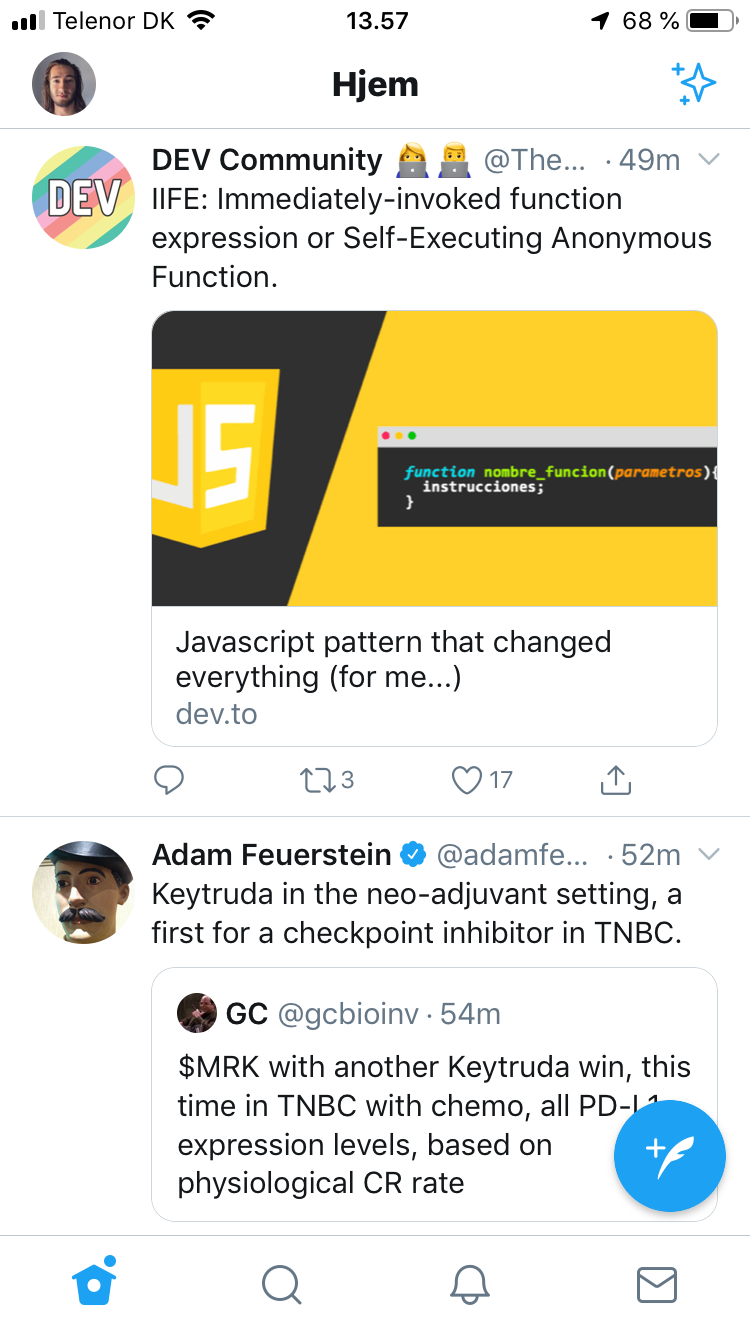 Telenor DK 13.57 68 %
Hjem
DEV Community @The... · 49m
DEV
IIFE: Immediately-invoked function
expression or Self-Executing Anonymous
Function.
JS
function nombre_funcion(parametros){
instrucciones;
}
Javascript pattern that changed
everything (for me...)
dev.to
3 17
Adam Feuerstein @adamfe... · 52m
Keytruda in the neo-adjuvant setting, a
first for a checkpoint inhibitor in TNBC.
GC @gcbioinv · 54m
$MRK with another Keytruda win, this
time in TNBC with chemo, all PD-L1
expression levels, based on
physiological CR rate